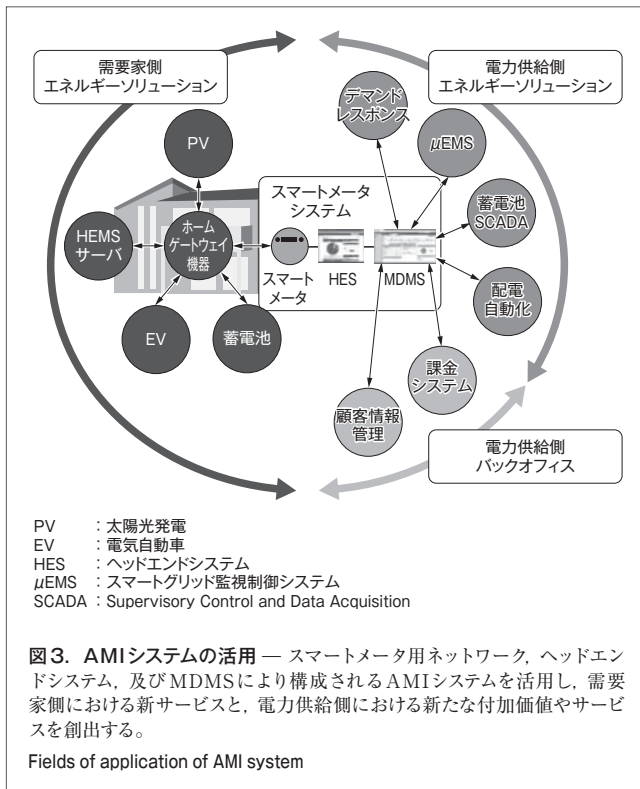 需要家側
エネルギーソリューション
電力供給側
エネルギーソリューション
デマンド
レスポンス
μEMS
PV
スマートメータ
システム
蓄電池
SCADA
HEMS
サーバ
ホーム
ゲートウェイ
機器
スマート
メータ
HES
MDMS
配電
自動化
EV
蓄電池
課金
システム
顧客情報
管理
電力供給側
バックオフィス
PV :太陽光発電
EV :電気自動車
HES :ヘッドエンドシステム
μEMS :スマートグリッド監視制御システム
SCADA :Supervisory Control and Data Acquisition
図3. AMIシステムの活用 — スマートメータ用ネットワーク, ヘッドエン
ドシステム, 及びMDMSにより構成されるAMIシステムを活用し, 需要
家側における新サービスと, 電力供給側における新たな付加価値やサービ
スを創出する。
Fields of application of AMI system